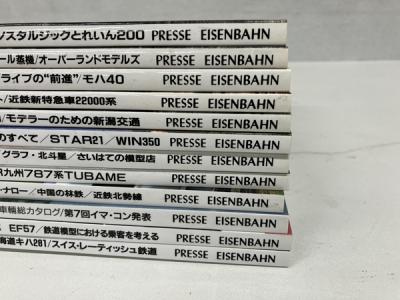 ノスタルジックとれいん200 PRESSE EISENBAHN
ール蒸機/オーバーランドモデルズ PRESSE EISENBAHN
ライブの“前進”/モハ40 PRESSE EISENBAHN
/近鉄新特急車22000系 PRESSE EISENBAHN
/モデラーのための新潟交通 PRESSE EISENBAHN
のすべて/STAR21/WIN350 PRESSE EISENBAHN
グラフ・北斗星/さいはての模型店 PRESSE EISENBAHN
R九州787系TUBAME PRESSE EISENBAHN
・ナロー/中国の林鉄/近鉄北勢線 PRESSE EISENBAHN
車輪総カタログ/第7回イマ・コン発表 PRESSE EISENBAHN
EF57/鉄道模型における乗客を考える PRESSE EISENBAHN
海道キハ281/スイス・レーティッシュ鉄道 PRESSE EISENBAHN